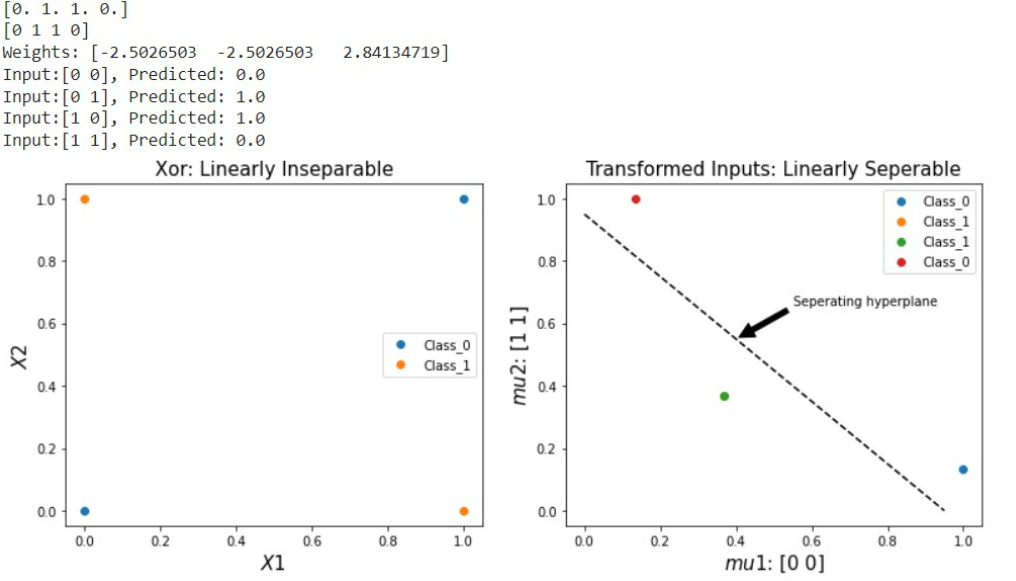 [0. 1. 1. 0.]
[0 1 1 0]
Weights: [-2.5026503 -2.5026503 2.84134719]
Input:[0 0], Predicted: 0.0
Input:[0 1], Predicted: 1.0
Input:[1 0], Predicted: 1.0
Input:[1 1], Predicted: 0.0
Xor: Linearly Inseparable
1.0
0.8
0.6
0.4
0.2
0.0
X2
Class_0
Class_1
0.0 0.2 0.4 0.6 0.8 1.0
X1
Transformed Inputs: Linearly Seperable
1.0
0.8
0.6
0.4
0.2
0.0
mu2: [1 1]
Class_0
Class_1
Class_1
Class_0
Seperating hyperplane
0.0 0.2 0.4 0.6 0.8 1.0
mu1: [0 0]